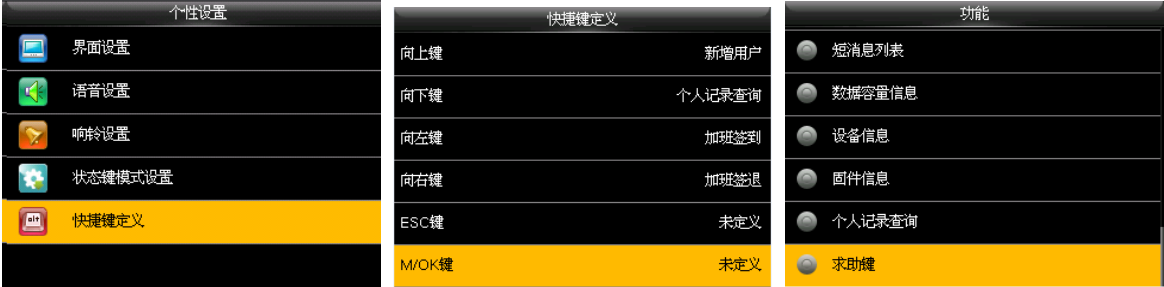 个性设置
界面设置
语音设置
响铃设置
状态键模式设置
alt
快捷键定义
快捷键定义
向上键 新增用户
向下键 个人记录查询
向左键 加班签到
向右键 加班签退
ESC键 未定义
M/OK键 未定义
功能
短消息列表
数据容量信息
设备信息
固件信息
个人记录查询
求助键